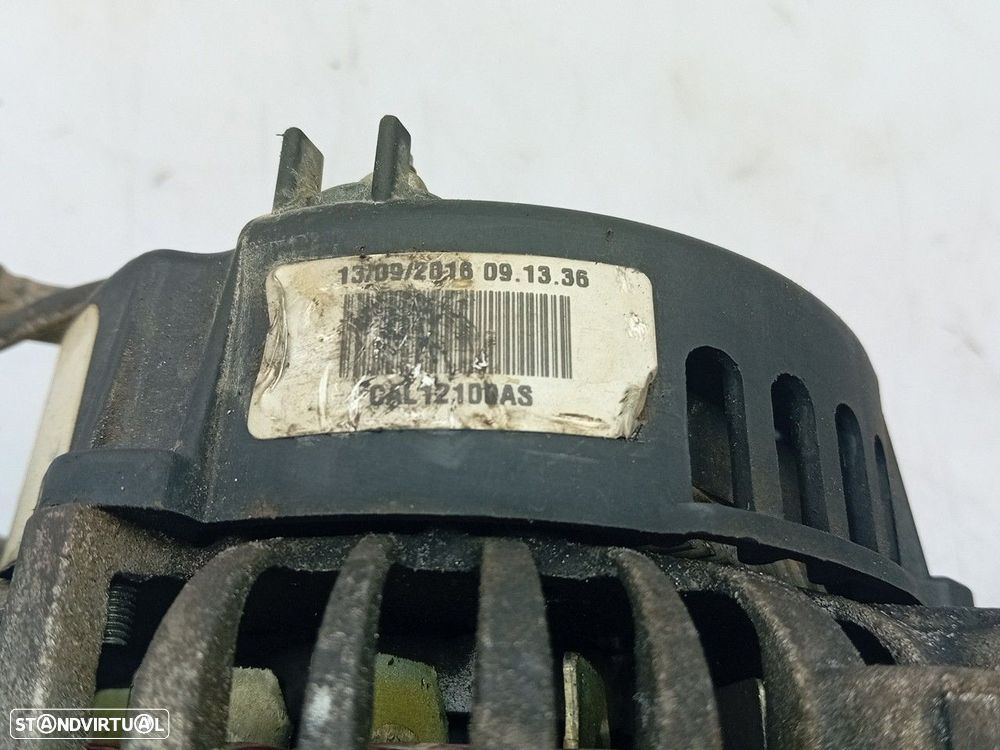 13/09/2016 09.13.36
CAL12100AS
STANDVIRTUAL